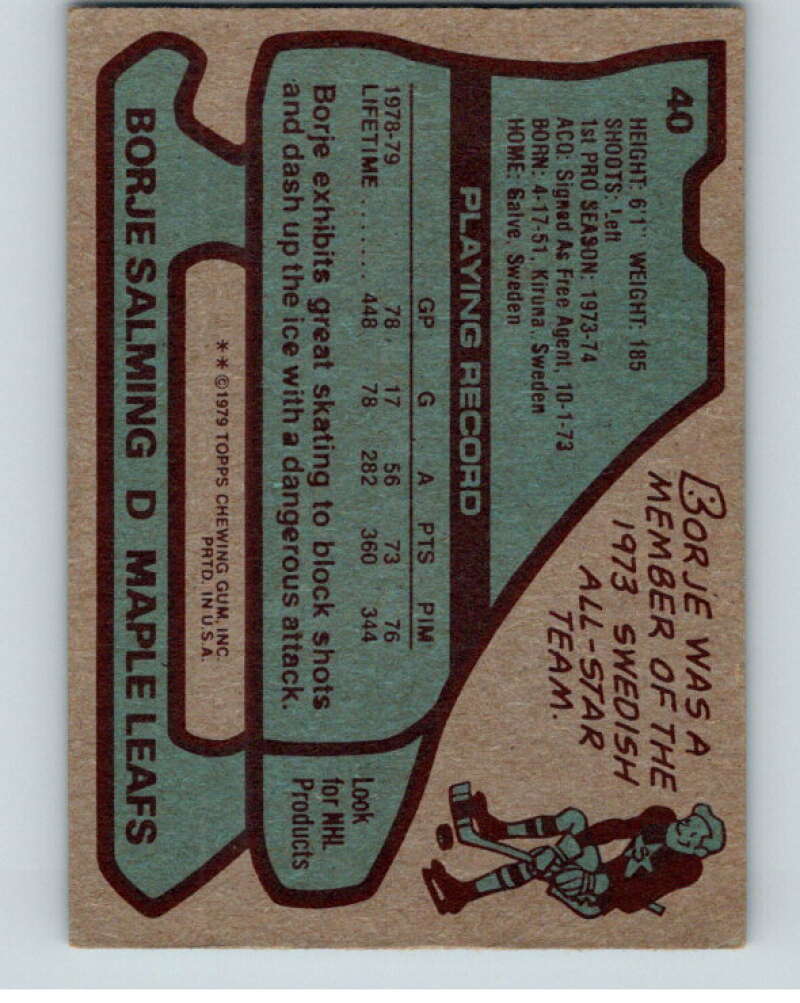 40
HEIGHT: 6'1" WEIGHT: 185
SHOOTS: Left
1st PRO SEASON: 1973-74
ACQ: Signed As Free Agent, 10-1-73
BORN: 4-17-51, Kiruna, Sweden
HOME: Salve, Sweden
BORJE WAS A
MEMBER OF THE
1973 SWEDISH
ALL-STAR
TEAM.
PLAYING RECORD
GP G A PTS PIM
1978-79 78 17 56 73 76
LIFETIME ........ 448 78 282 360 344
Borje exhibits great skating to block shots
and dash up the ice with a dangerous attack.
Look
for NHL
Products
**©1979 TOPPS CHEWING GUM, INC.
PRTD. IN U.S.A.
BORJE SALMING D MAPLE LEAFS